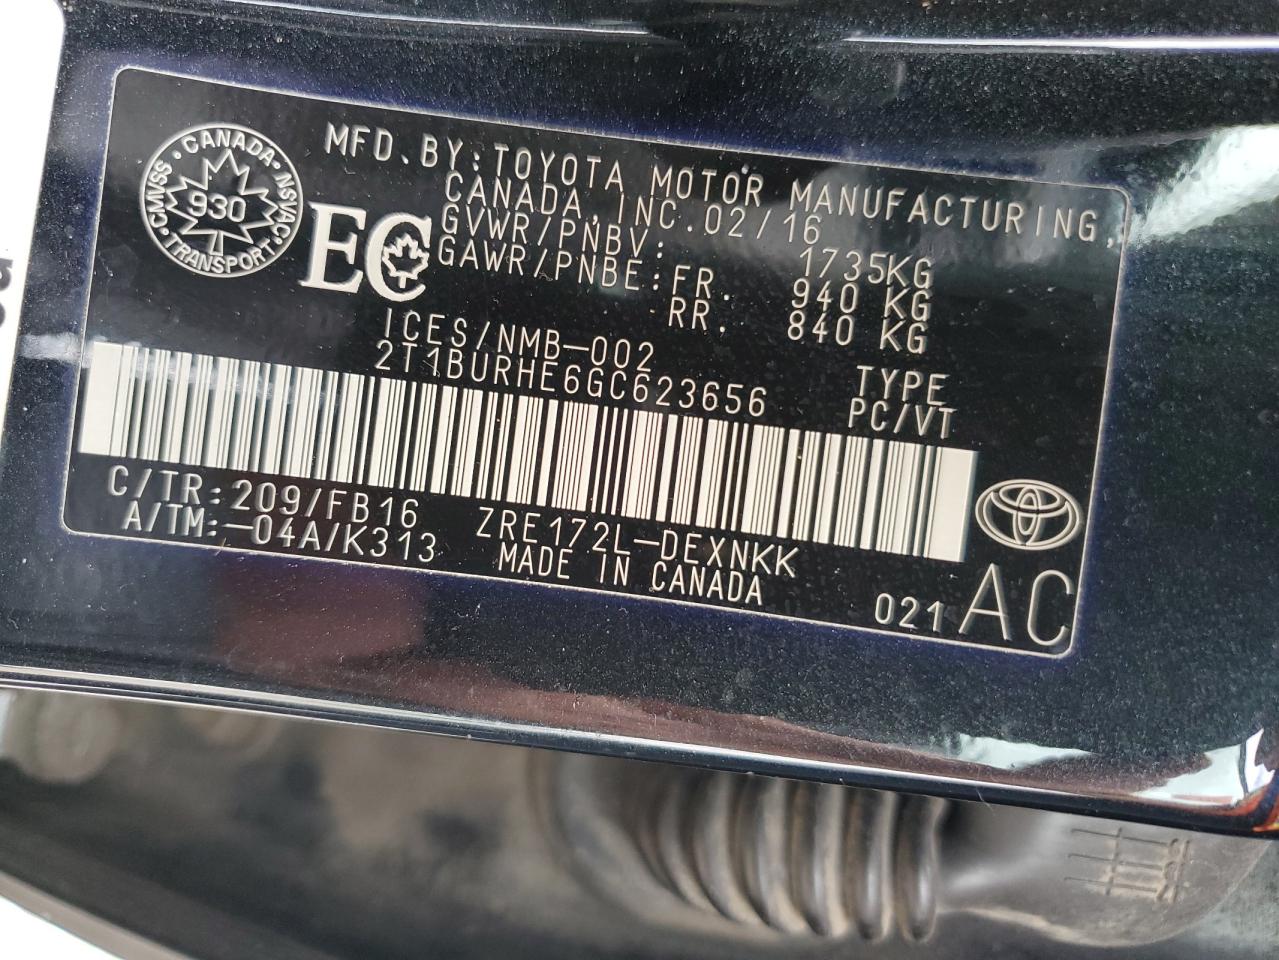 CANADA · NSVAC · TRANSPORT · CMVSS ·
930
MFD.BY:TOYOTA MOTOR MANUFACTURING,
CANADA,INC.02/16
GVWR/PNBV: 1735KG
GAWR/PNBE:FR. 940 KG
RR. 840 KG
EC
ICES/NMB-002
2T1BURHE6GC623656
TYPE
PC/VT
C/TR:209/FB16
A/TM:-04A/K313
ZRE172L-DEXNKK
MADE IN CANADA
021 AC